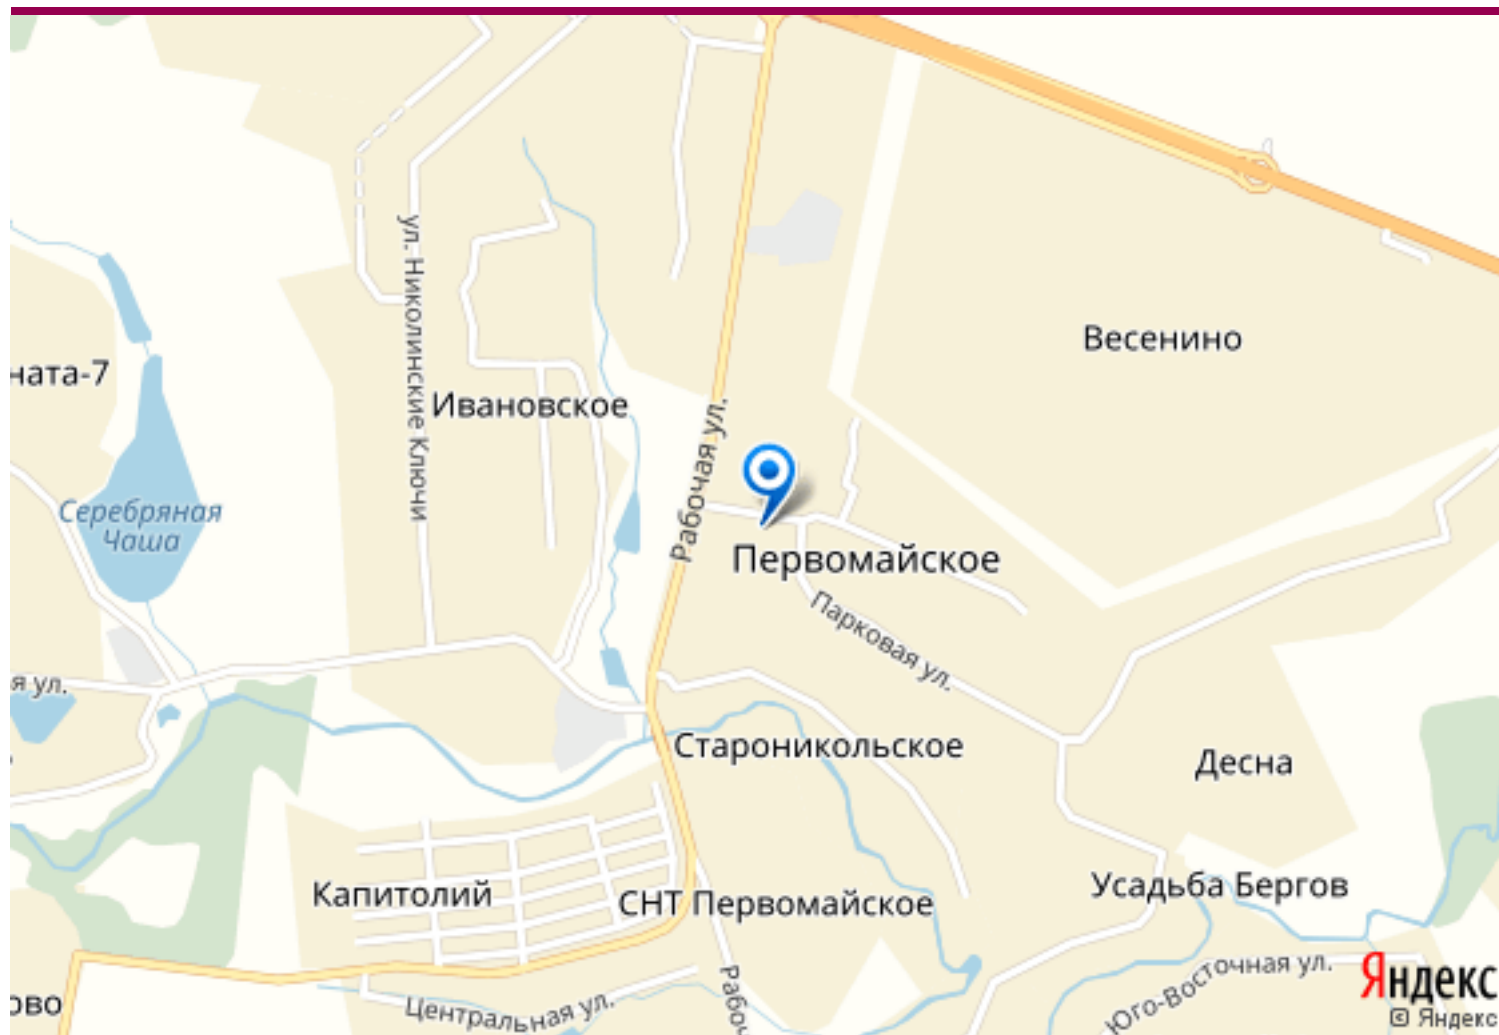 ул. Николинские Ключи
Весенино
ната-7
Ивановское
Рабочая ул.
Серебряная
Чаша
Первомайское
Парковая ул.
я ул.
Староникольское
Десна
Усадьба Бергов
Капитолий
СНТ Первомайское
Юго-Восточная ул.
Яндекс
© Яндекс
ово
Центральная ул.
Рабоч